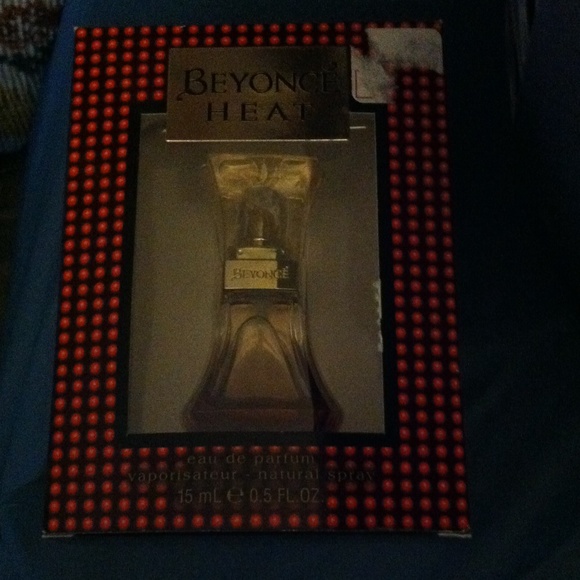 BEYONCÉ
HEAT
BEYONCÉ
eau de parfum
vaporisateur - natural spray
15 mL ℮ 0.5 FL.OZ.